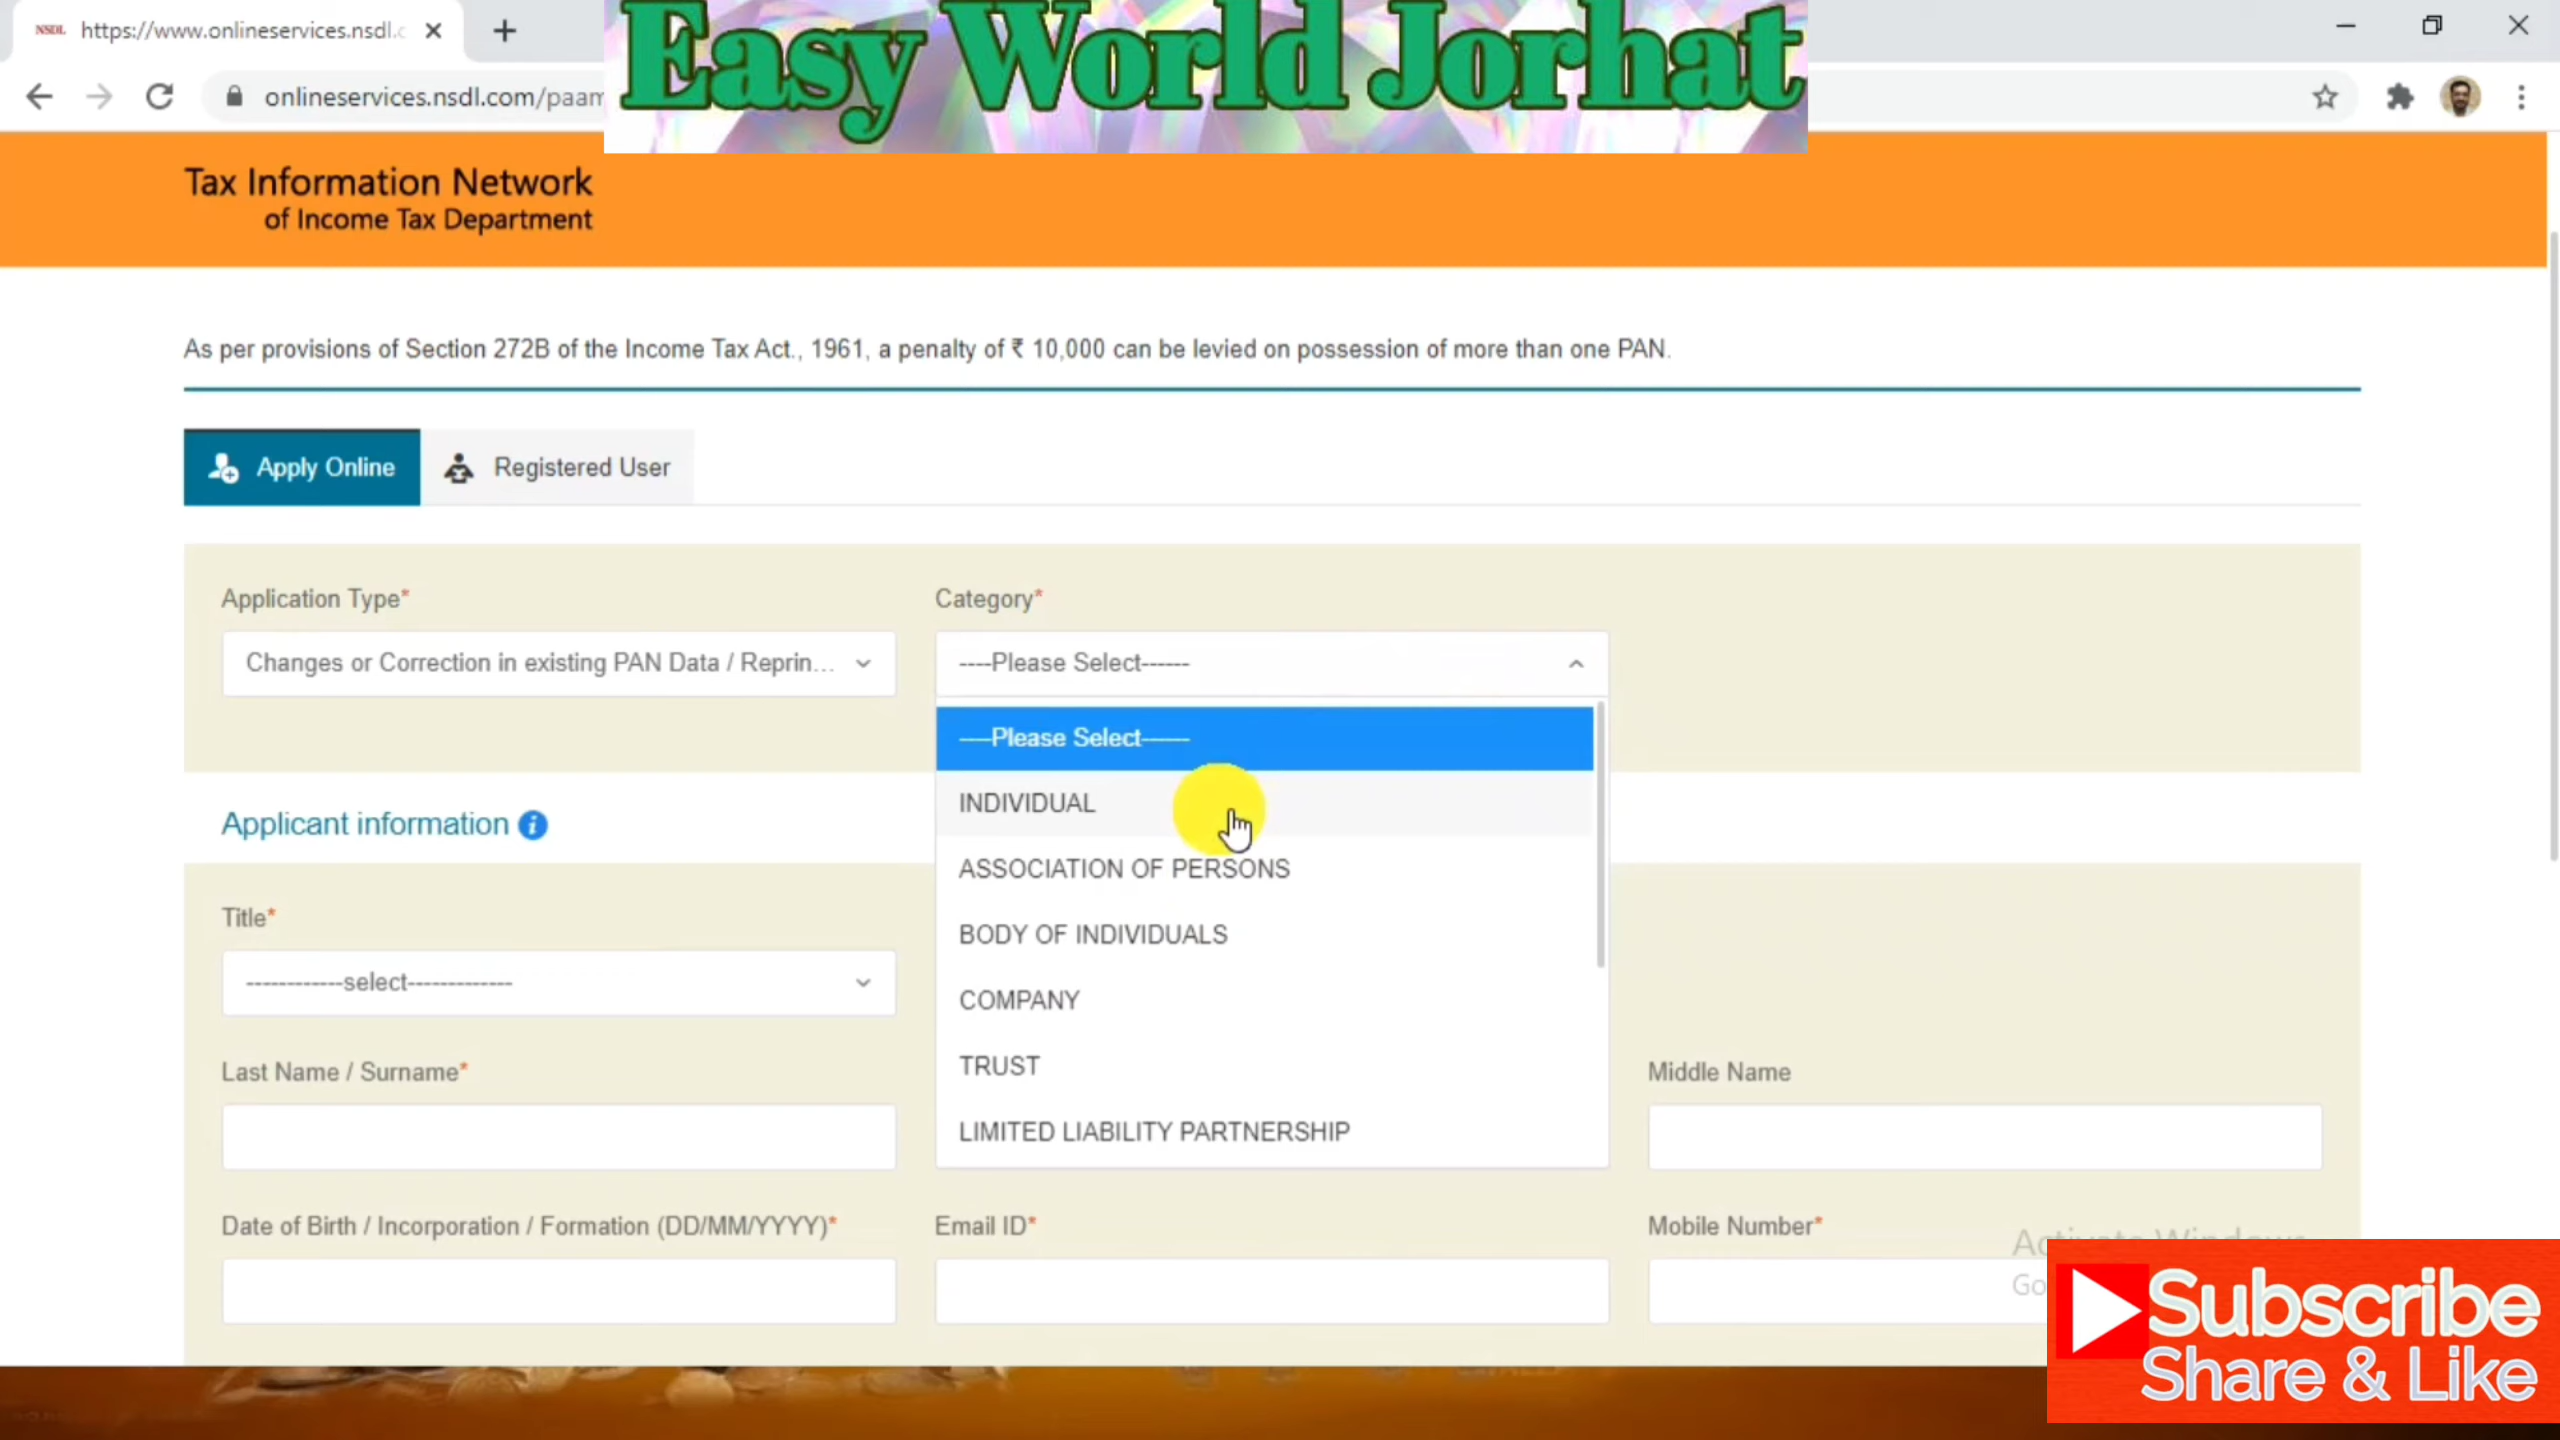 NSDL https://www.onlineservices.nsdl.c
onlineservices.nsdl.com/paam
Easy World Jorhat
Tax Information Network
of Income Tax Department
As per provisions of Section 272B of the Income Tax Act., 1961, a penalty of ₹ 10,000 can be levied on possession of more than one PAN.
Apply Online Registered User
Application Type* Category*
Changes or Correction in existing PAN Data / Reprin... ----Please Select------
----Please Select------
INDIVIDUAL
Applicant information
ASSOCIATION OF PERSONS
Title*
BODY OF INDIVIDUALS
------------select-------------
COMPANY
TRUST
Last Name / Surname* Middle Name
LIMITED LIABILITY PARTNERSHIP
Date of Birth / Incorporation / Formation (DD/MM/YYYY)* Email ID* Mobile Number*
Activate Windows
Go
Subscribe
Share & Like